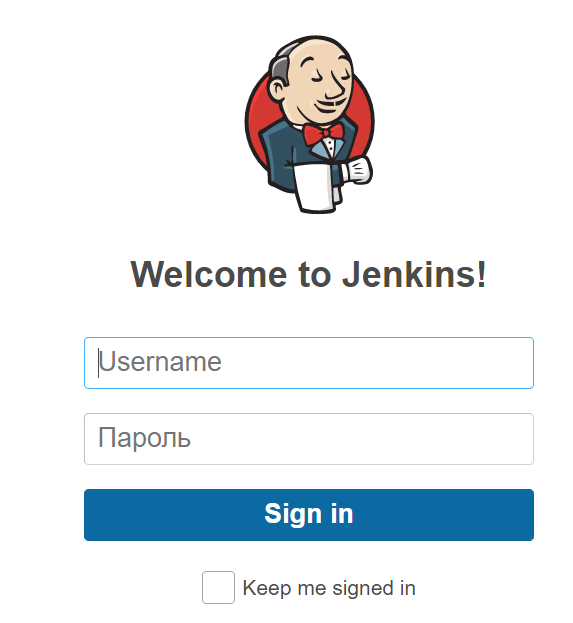 Welcome to Jenkins!
Username
Пароль
Sign in
Keep me signed in